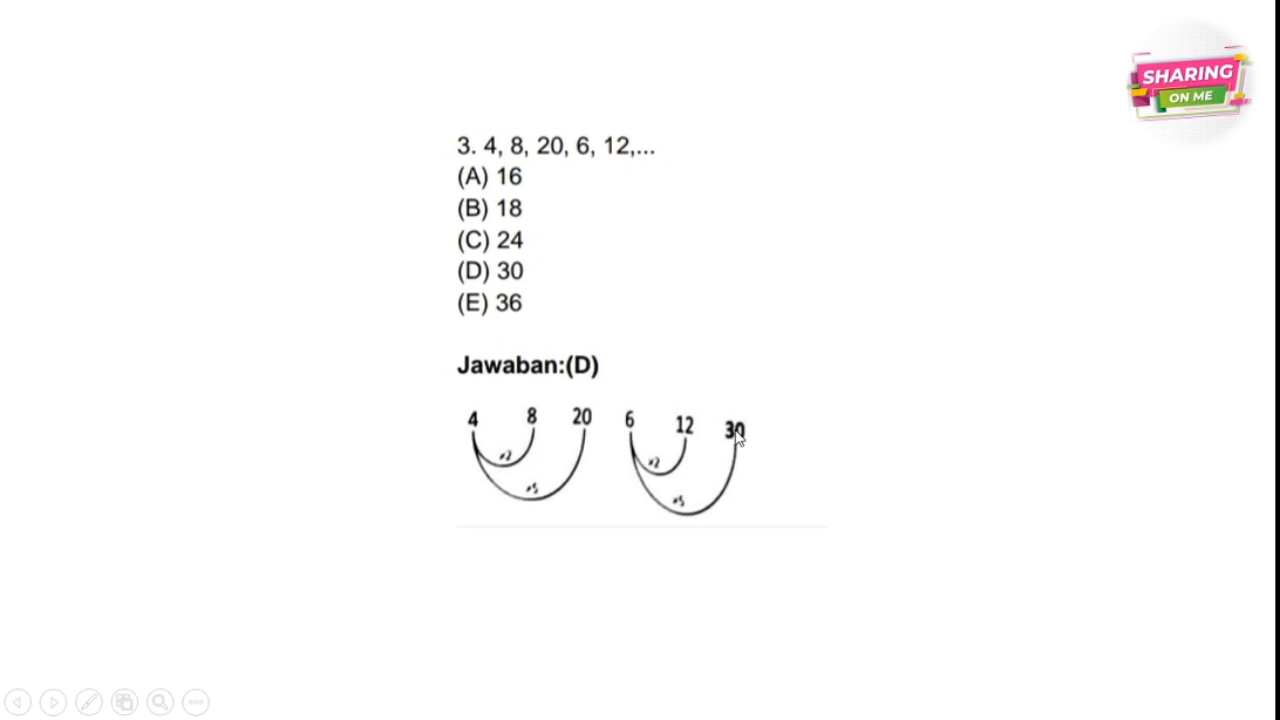 SHARING
ON ME
3. 4, 8, 20, 6, 12,...
(A) 16
(B) 18
(C) 24
(D) 30
(E) 36
Jawaban:(D)
4 8 20 6 12 30